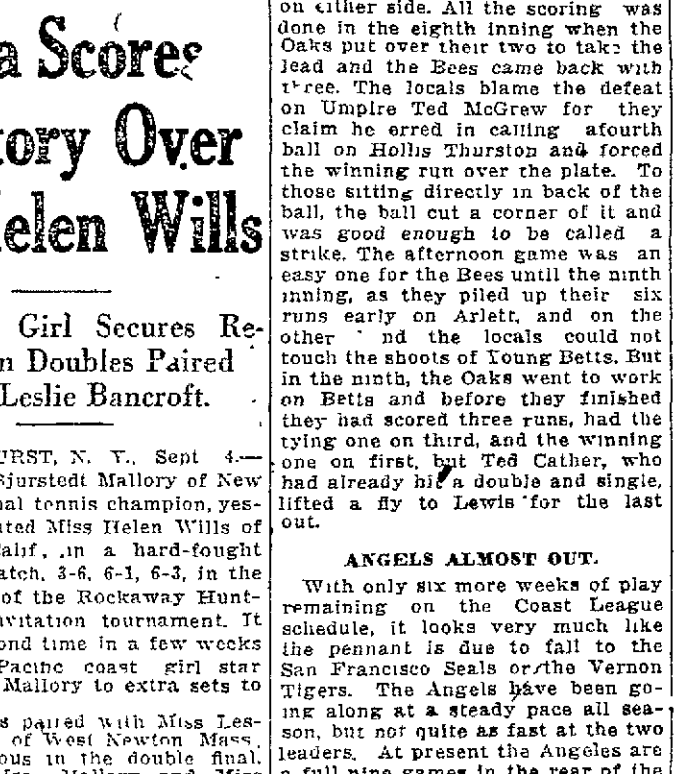 a Scores
tory Over
elen Wills
Girl Secures Re-
n Doubles Paired
Leslie Bancroft.
URST, N. Y., Sept 4.—
Bjurstedt Mallory of New
nal tennis champion, yes-
ated Miss Helen Wills of
Calif, in a hard-fought
atch, 3-6, 6-1, 6-3, in the
of the Rockaway Hunt-
nvitation tournament. It
ond time in a few weeks
Pacific coast girl star
Mallory to extra sets to
s paired with Miss Les-
of West Newton Mass.
ous in the double final.
Mallory and Miss
on either side. All the scoring was
done in the eighth inning when the
Oaks put over their two to take the
lead and the Bees came back with
three. The locals blame the defeat
on Umpire Ted McGrew for they
claim he erred in calling afourth
ball on Hollis Thurston and forced
the winning run over the plate. To
those sitting directly in back of the
ball, the ball cut a corner of it and
was good enough to be called a
strike. The afternoon game was an
easy one for the Bees until the ninth
inning, as they piled up their six
runs early on Arlett, and on the
other nd the locals could not
touch the shoots of Young Betts. But
in the ninth, the Oaks went to work
on Betts and before they finished
they had scored three runs, had the
tying one on third, and the winning
one on first, but Ted Cather, who
had already hit a double and single,
lifted a fly to Lewis for the last
out.
ANGELS ALMOST OUT.
With only six more weeks of play
remaining on the Coast League
schedule, it looks very much like
the pennant is due to fall to the
San Francisco Seals or the Vernon
Tigers. The Angels have been go-
ing along at a steady pace all sea-
son, but not quite as fast at the two
leaders. At present the Angeles are
a full nine games in the rear of the